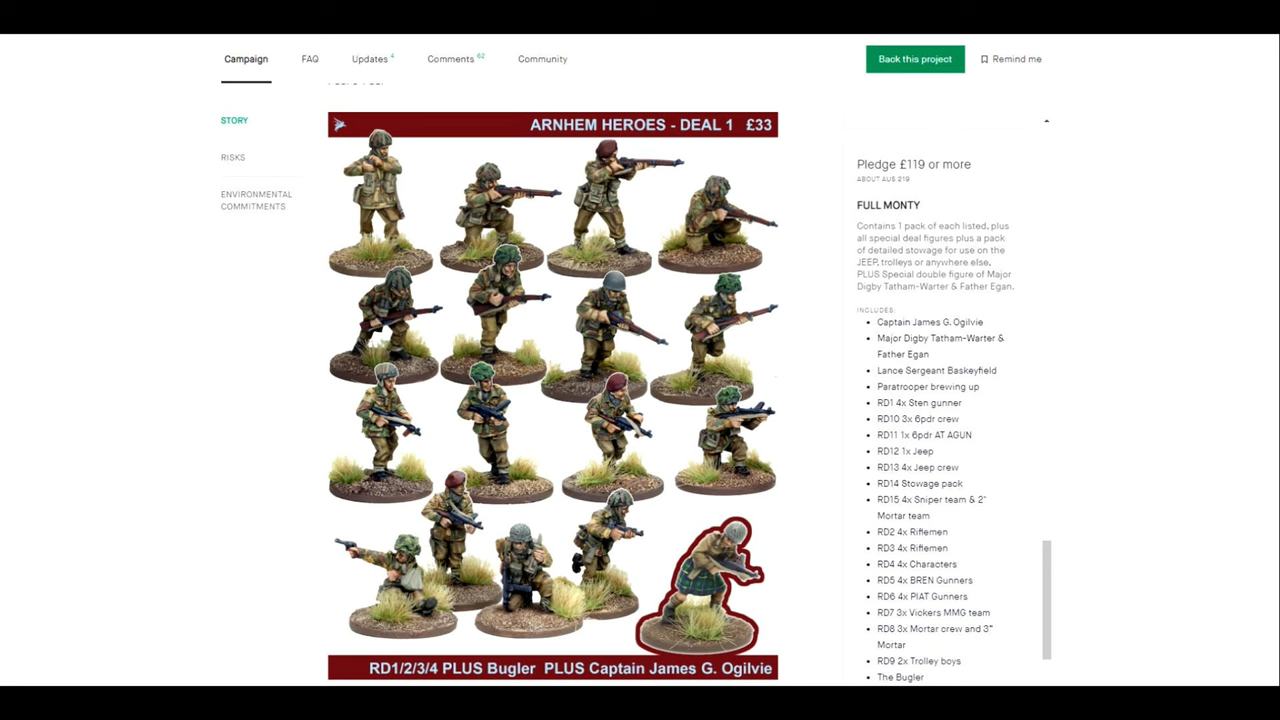 Campaign
FAQ
Updates 4
Comments 62
Community
Back this project
Remind me
STORY
RISKS
ENVIRONMENTAL
COMMITMENTS
ARNHEM HEROES - DEAL 1 £33
RD1/2/3/4 PLUS Bugler PLUS Captain James G. Ogilvie
Pledge £119 or more
ABOUT AU$ 219
FULL MONTY
Contains 1 pack of each listed, plus
all special deal figures plus a pack
of detailed stowage for use on the
JEEP, trolleys or anywhere else,
PLUS Special double figure of Major
Digby Tatham-Warter & Father Egan.
INCLUDES:
Captain James G. Ogilvie
Major Digby Tatham-Warter &
Father Egan
Lance Sergeant Baskeyfield
Paratrooper brewing up
RD1 4x Sten gunner
RD10 3x 6pdr crew
RD11 1x 6pdr AT AGUN
RD12 1x Jeep
RD13 4x Jeep crew
RD14 Stowage pack
RD15 4x Sniper team & 2"
Mortar team
RD2 4x Riflemen
RD3 4x Riflemen
RD4 4x Characters
RD5 4x BREN Gunners
RD6 4x PIAT Gunners
RD7 3x Vickers MMG team
RD8 3x Mortar crew and 3"
Mortar
RD9 2x Trolley boys
The Bugler